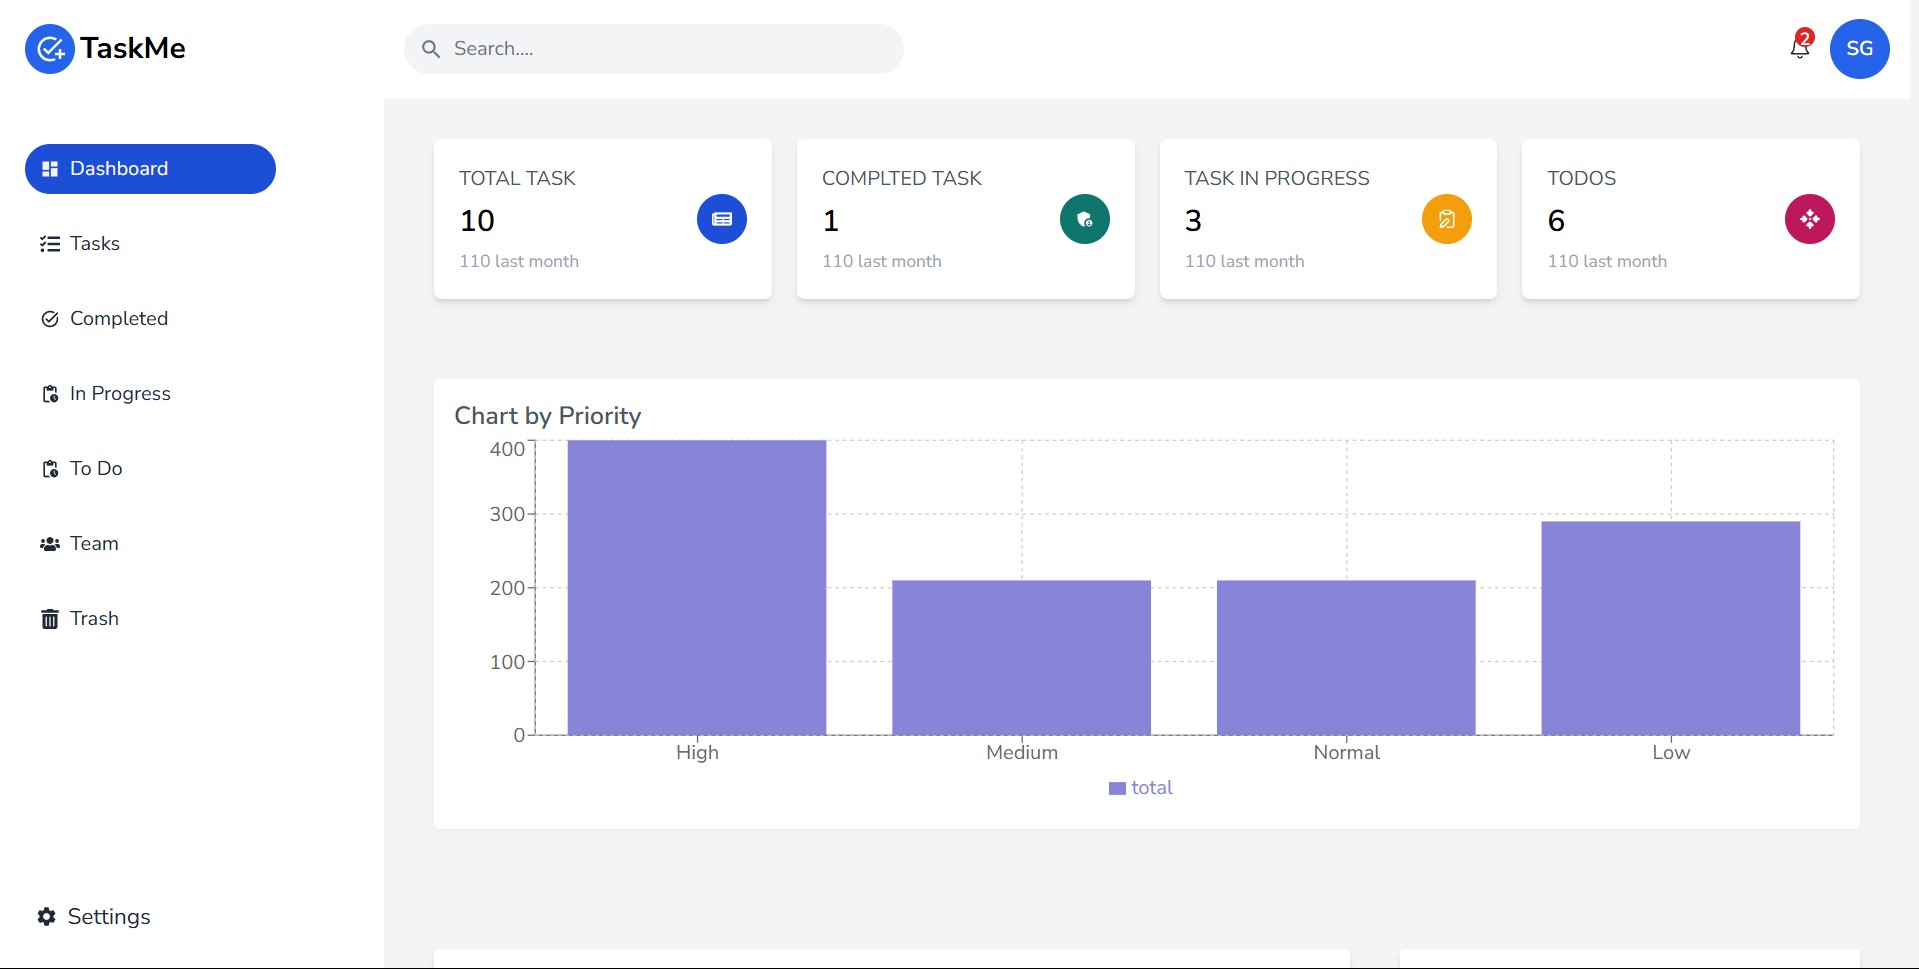 TaskMe
Search....
2
SG
Dashboard
Tasks
Completed
In Progress
To Do
Team
Trash
Settings
TOTAL TASK
10
110 last month
COMPLTED TASK
1
110 last month
TASK IN PROGRESS
3
110 last month
TODOS
6
110 last month
Chart by Priority
400
300
200
100
0
High Medium Normal Low
total